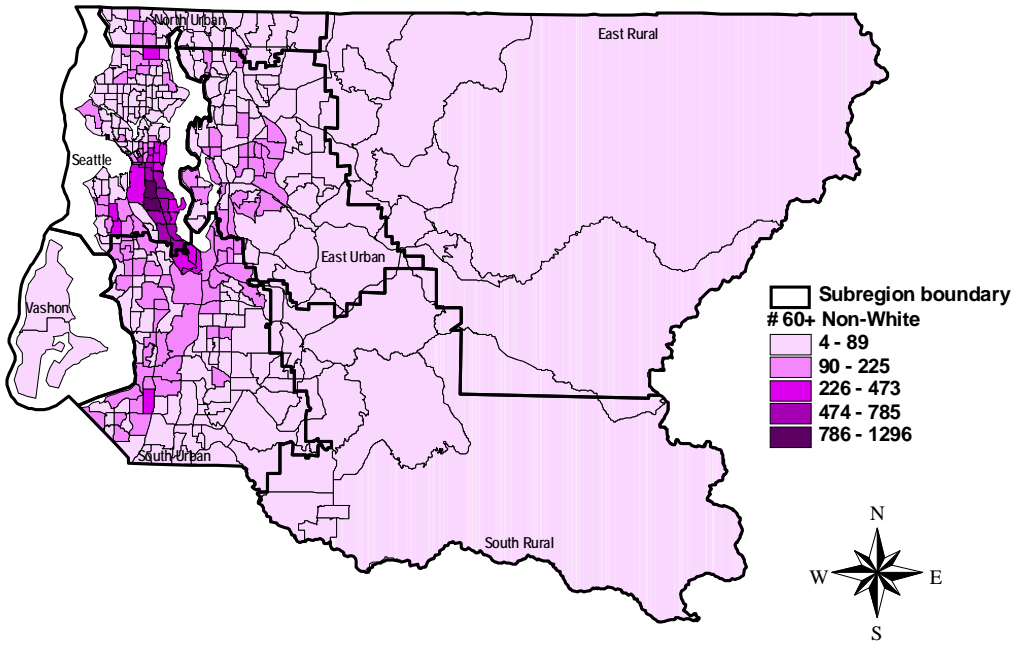 North Urban
East Rural
Seattle
East Urban
Vashon
Subregion boundary
# 60+ Non-White
4 - 89
90 - 225
226 - 473
474 - 785
786 - 1296
South Urban
South Rural
N
W
E
S